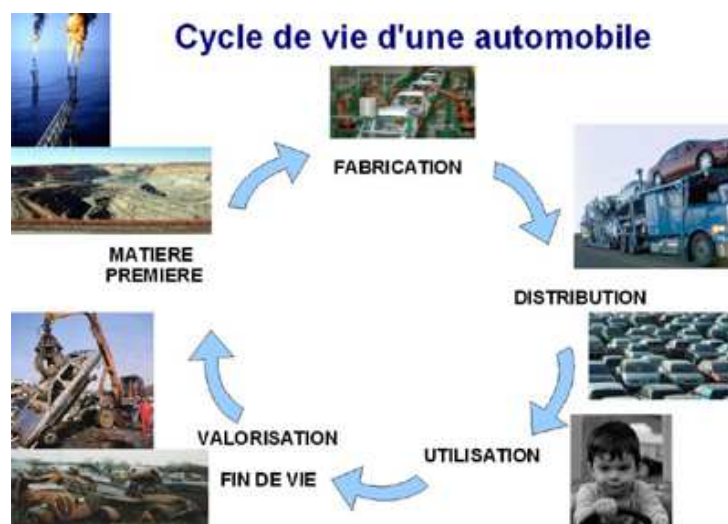 Cycle de vie d'une automobile
FABRICATION
MATIERE
PREMIERE
DISTRIBUTION
VALORISATION
UTILISATION
FIN DE VIE